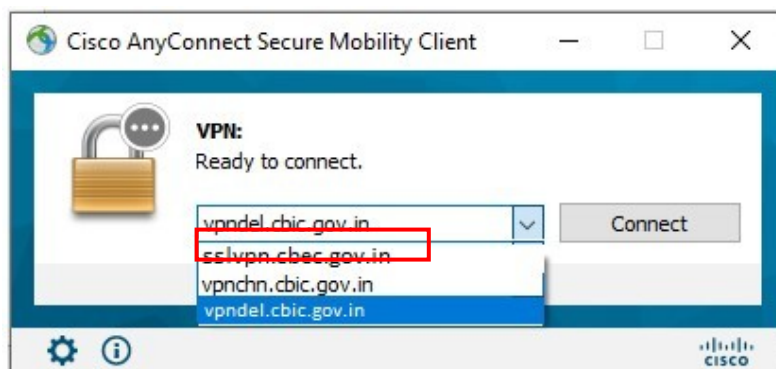 Cisco AnyConnect Secure Mobility Client
VPN:
Ready to connect.
vpndel.cbic.gov.in
Connect
sslvpn.cbec.gov.in
vpnchn.cbic.gov.in
vpndel.cbic.gov.in
CISCO